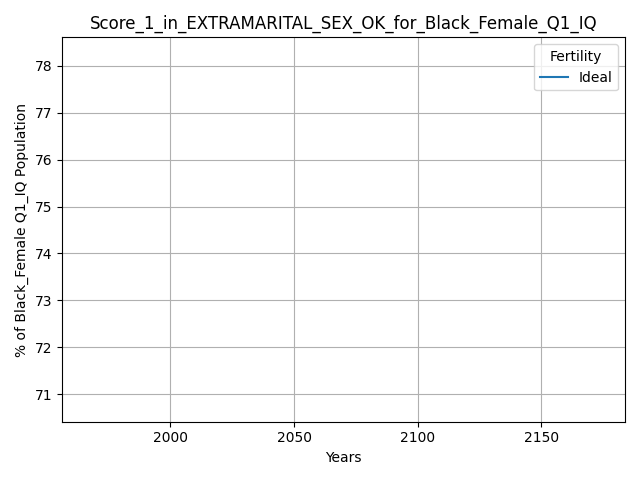 Score_1_in_EXTRAMARITAL_SEX_OK_for_Black_Female_Q1_IQ
Fertility
Ideal
78
77
76
75
74
73
72
71
% of Black_Female Q1_IQ Population
2000
2050
2100
2150
Years